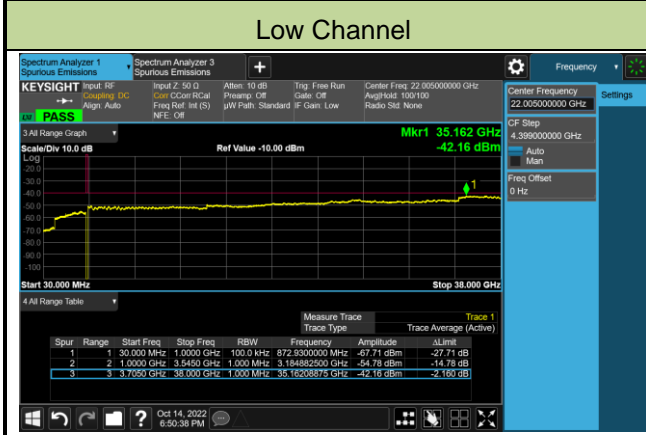 Low Channel
Spectrum Analyzer 1
Spurious Emissions
Spectrum Analyzer 3
Spurious Emissions
Frequency
KEYSIGHT
Input: RF
Coupling: DC
Align: Auto
Input Z: 50 Ω
Corr CCorr RCal
Freq Ref: Int (S)
NFE: Off
Atten: 10 dB
Preamp: Off
µW Path: Standard
Trig: Free Run
Gate: Off
IF Gain: Low
Center Freq: 22.005000000 GHz
Avg|Hold: 100/100
Radio Std: None
PASS
Center Frequency
22.005000000 GHz
Settings
CF Step
4.399000000 GHz
Auto
Man
Freq Offset
0 Hz
3 All Range Graph
Mkr1 35.162 GHz
Scale/Div 10.0 dB
Ref Value -10.00 dBm
-42.16 dBm
Log
-20.0
-30.0
-40.0
-50.0
-60.0
-70.0
-80.0
-90.0
-100
1
Start 30.000 MHz
Stop 38.000 GHz
4 All Range Table
Measure Trace Trace 1
Trace Type Trace Average (Active)
Spur Range Start Freq Stop Freq RBW Frequency Amplitude ΔLimit
1 1 30.000 MHz 1.0000 GHz 100.0 kHz 872.9300000 MHz -67.71 dBm -27.71 dB
2 2 1.0000 GHz 3.5450 GHz 1.000 MHz 3.184882500 GHz -54.78 dBm -14.78 dB
3 3 3.7050 GHz 38.000 GHz 1.000 MHz 35.16208875 GHz -42.16 dBm -2.160 dB
Oct 14, 2022
6:50:38 PM